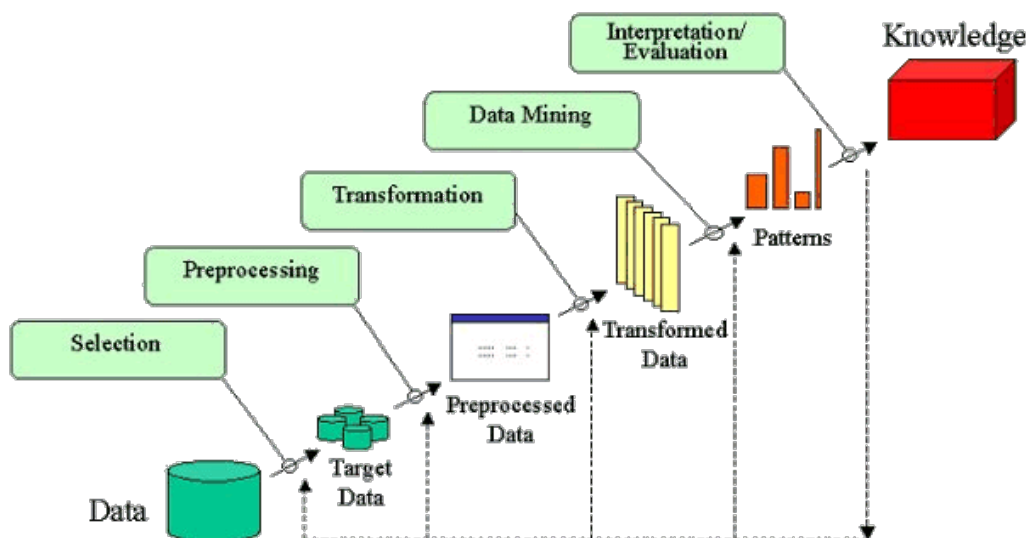 Interpretation/
Evaluation
Knowledge
Data Mining
Transformation
Patterns
Preprocessing
Transformed
Data
Selection
Preprocessed
Data
Target
Data
Data